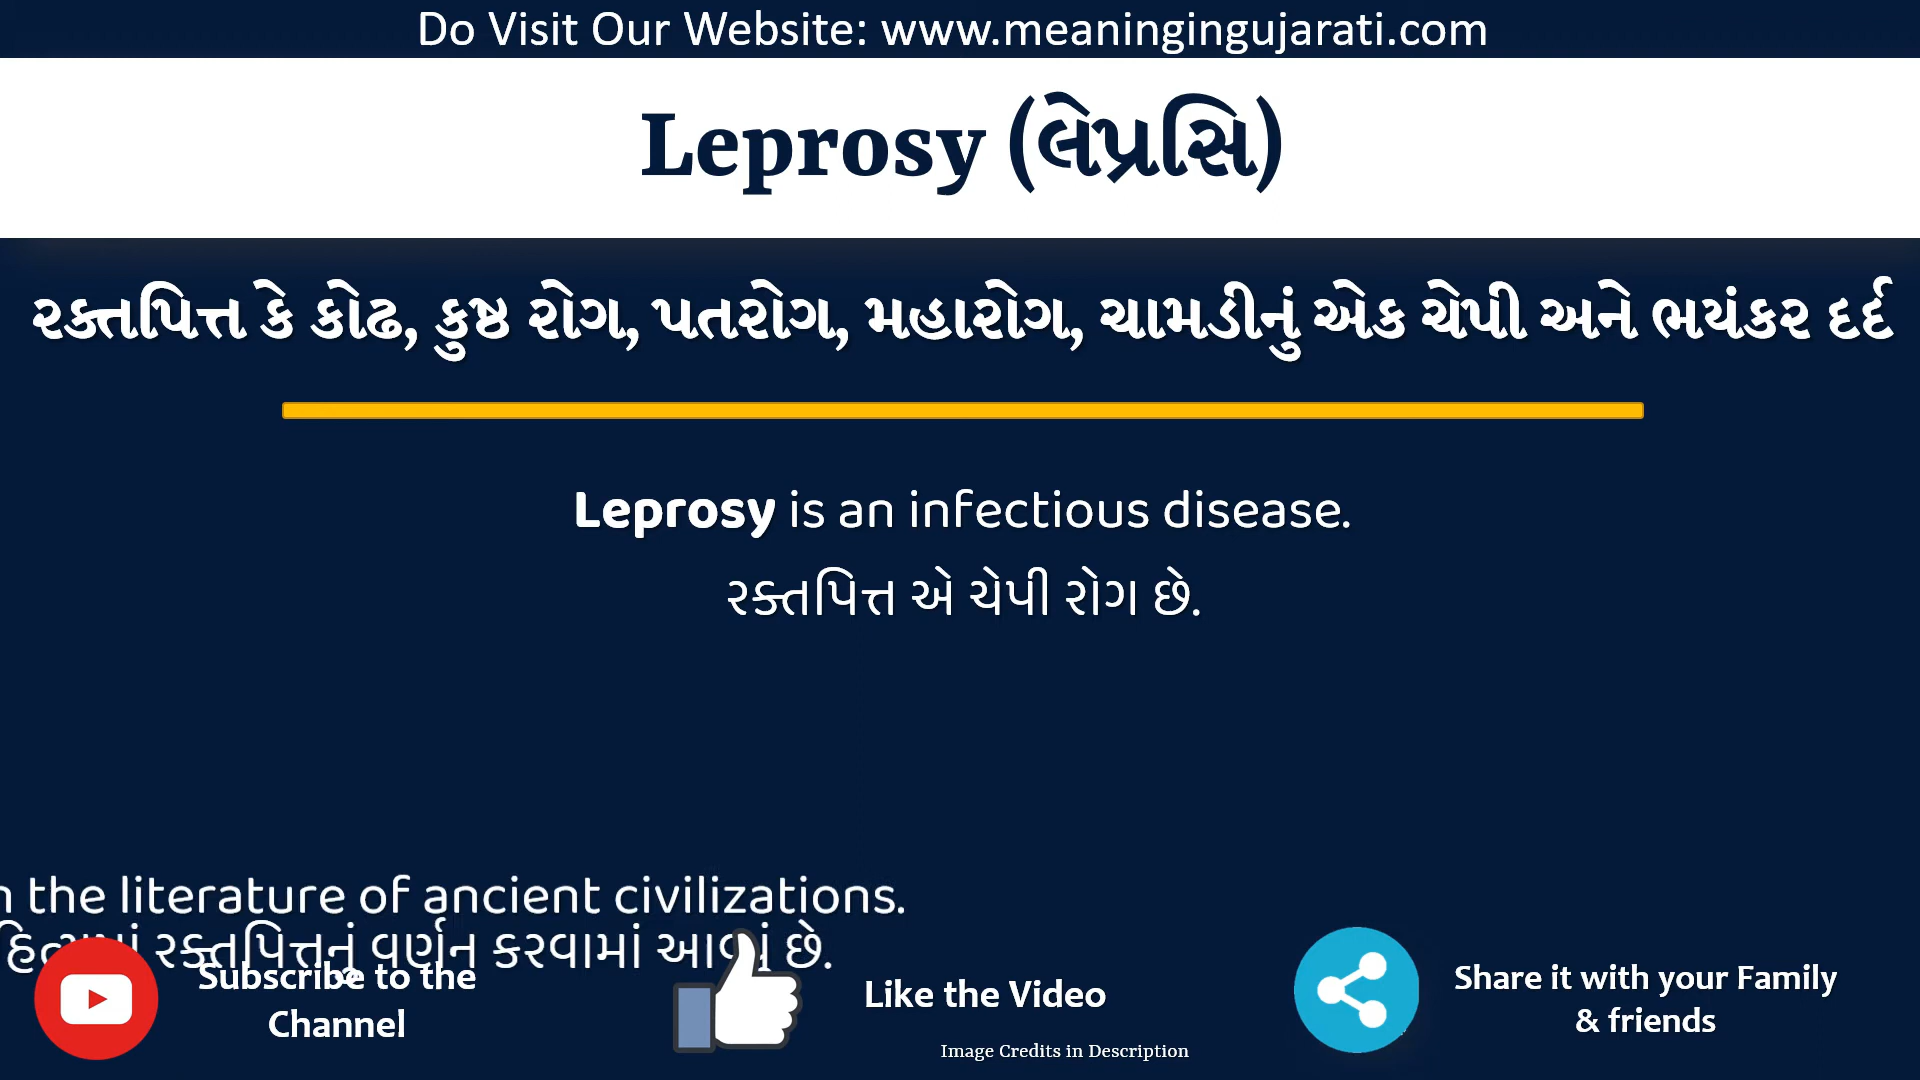 Do Visit Our Website: www.meaningingujarati.com
Leprosy (લેપ્રસિ)
રક્તપિત્ત કે કોઢ, કુષ્ઠ રોગ, પતરોગ, મહારોગ, ચામડીનું એક ચેપી અને ભયંકર દર્દ
Leprosy is an infectious disease.
રક્તપિત્ત એ ચેપી રોગ છે.
the literature of ancient civilizations.
રક્તપિત્તનું વર્ણન કરવામાં છે.
Subscribe to the
Channel
Like the Video
Share it with your Family
& friends
Image Credits in Description